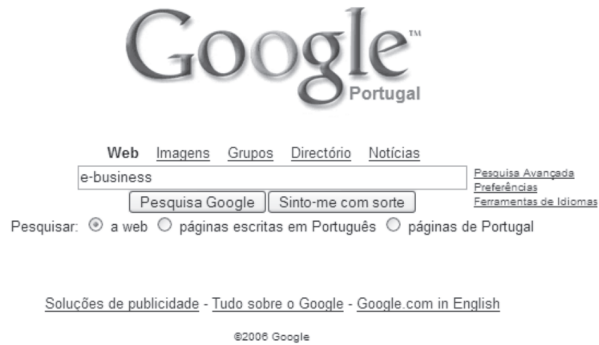 Google™
Portugal
Web Imagens Grupos Directório Notícias
e-business
Pesquisa Avançada
Preferências
Ferramentas de Idiomas
Pesquisa Google Sinto-me com sorte
Pesquisar: a web páginas escritas em Português páginas de Portugal
Soluções de publicidade - Tudo sobre o Google - Google.com in English
©2006 Google